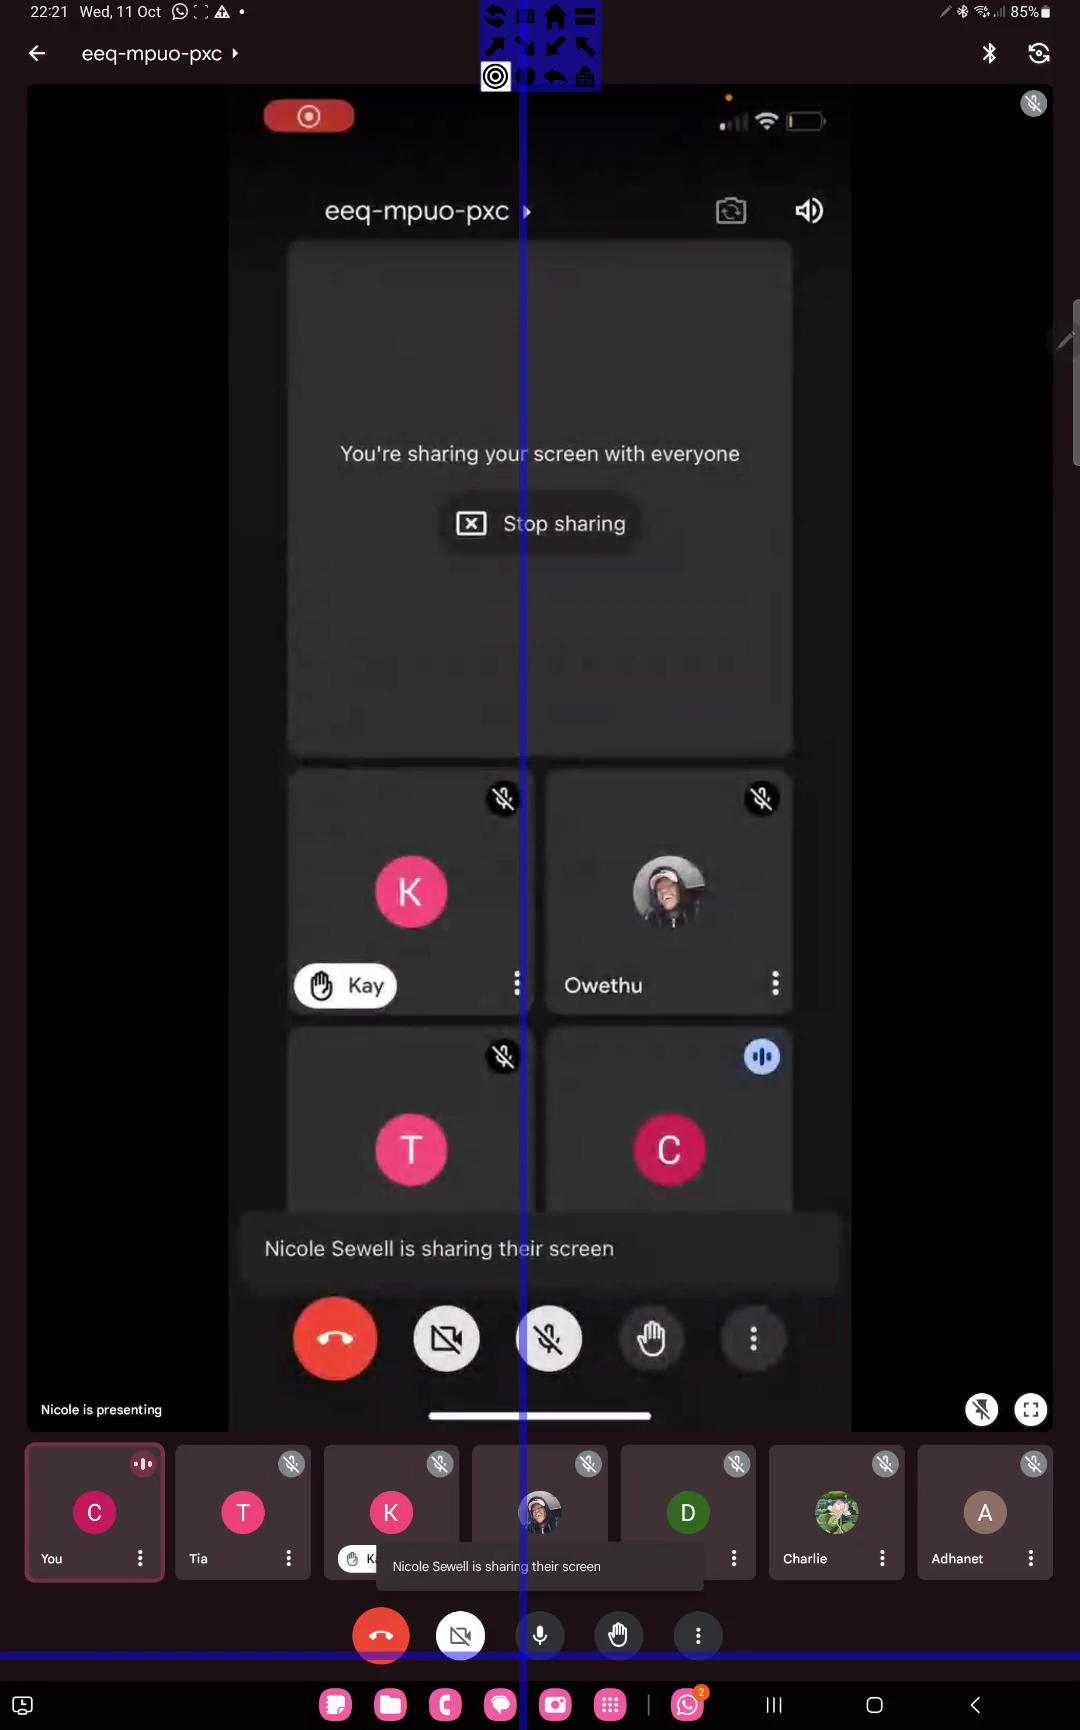 22:21 Wed, 11 Oct 85%
eeq-mpuo-pxc
eeq-mpuo-pxc
You're sharing your screen with everyone
Stop sharing
K
Kay
Owethu
T
C
Nicole Sewell is sharing their screen
Nicole is presenting
C
T
K
D
A
You
Tia
Charlie
Adhanet
Nicole Sewell is sharing their screen
2